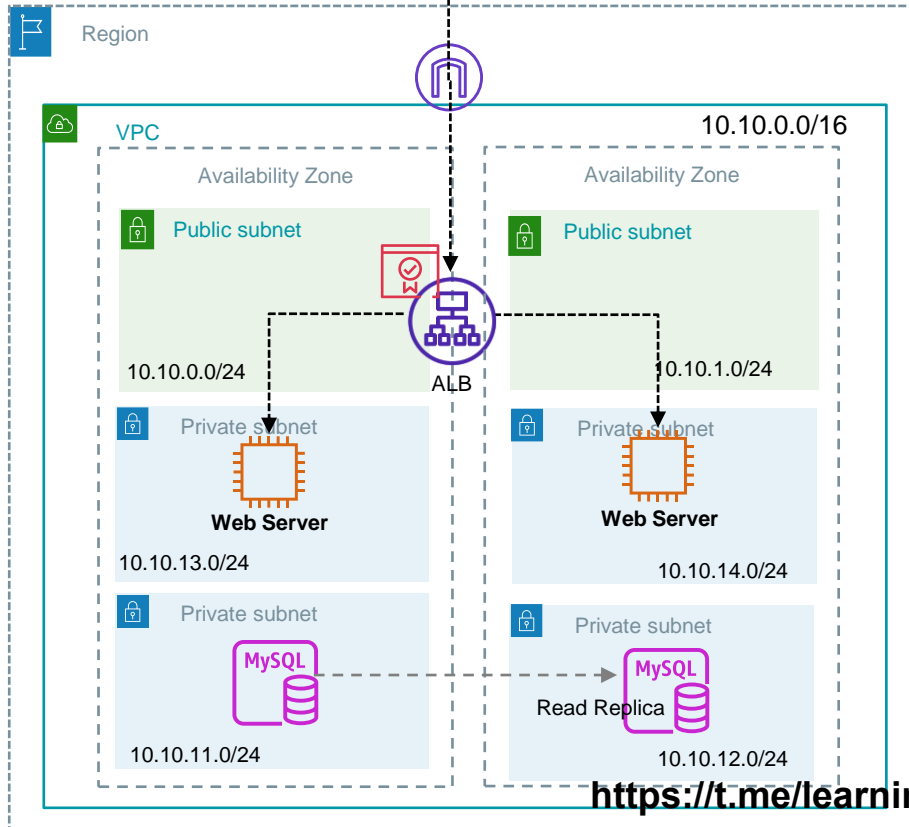 Region
VPC
10.10.0.0/16
Availability Zone
Availability Zone
Public subnet
Public subnet
10.10.0.0/24
10.10.1.0/24
ALB
Private subnet
Private subnet
Web Server
Web Server
10.10.13.0/24
10.10.14.0/24
Private subnet
Private subnet
MySQL
MySQL
Read Replica
10.10.11.0/24
10.10.12.0/24
https://t.me/learnin